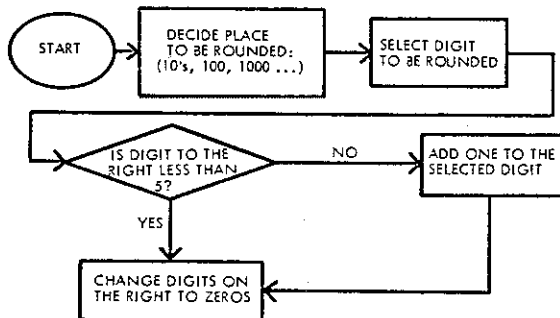 START
DECIDE PLACE
TO BE ROUNDED:
(10's, 100, 1000 ...)
SELECT DIGIT
TO BE ROUNDED
IS DIGIT TO THE
RIGHT LESS THAN
5?
NO
ADD ONE TO THE
SELECTED DIGIT
YES
CHANGE DIGITS ON
THE RIGHT TO ZEROS